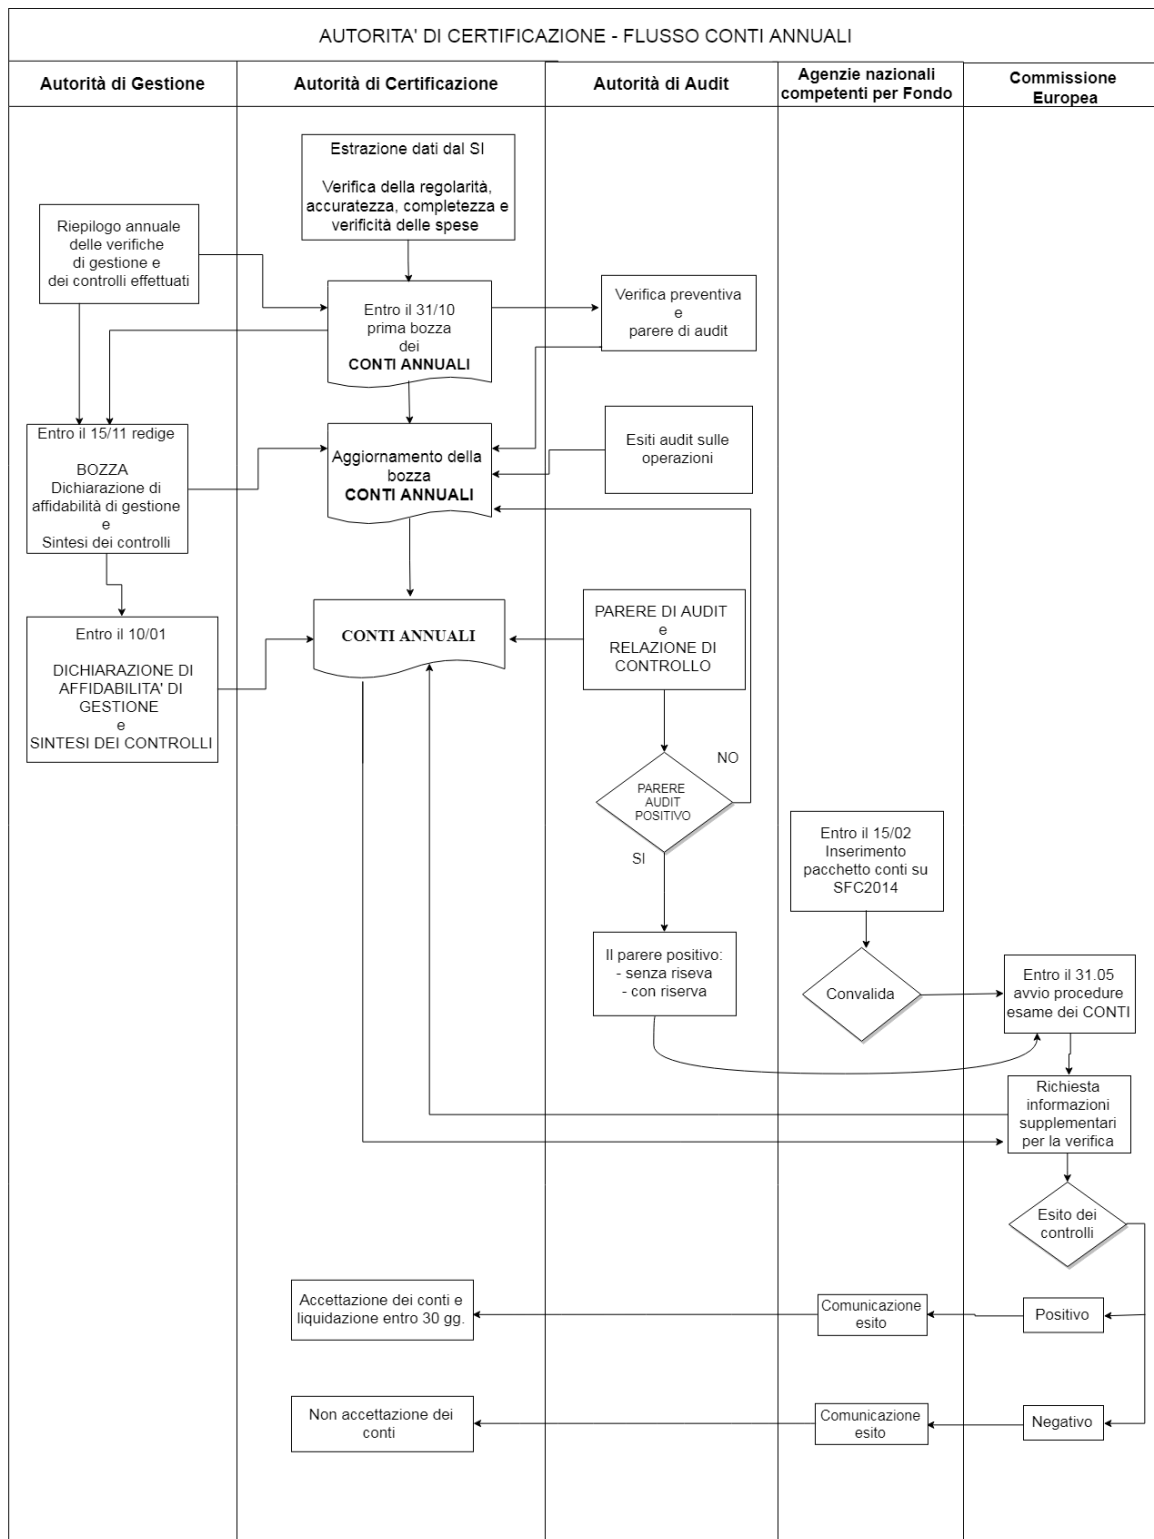 AUTORITA' DI CERTIFICAZIONE - FLUSSO CONTI ANNUALI
Autorità di Gestione
Autorità di Certificazione
Autorità di Audit
Agenzie nazionali
competenti per Fondo
Commissione
Europea
Estrazione dati dal SI
Verifica della regolarità,
accuratezza, completezza e
verificità delle spese
Riepilogo annuale
delle verifiche
di gestione e
dei controlli effettuati
Entro il 31/10
prima bozza
dei
CONTI ANNUALI
Verifica preventiva
e
parere di audit
Entro il 15/11 redige
BOZZA
Dichiarazione di
affidabilità di gestione
e
Sintesi dei controlli
Aggiornamento della
bozza
CONTI ANNUALI
Esiti audit sulle
operazioni
Entro il 10/01
DICHIARAZIONE DI
AFFIDABILITA' DI
GESTIONE
e
SINTESI DEI CONTROLLI
CONTI ANNUALI
PARERE DI AUDIT
e
RELAZIONE DI
CONTROLLO
PARERE
AUDIT
POSITIVO
NO
SI
Entro il 15/02
Inserimento
pacchetto conti su
SFC2014
Il parere positivo:
- senza riseva
- con riserva
Convalida
Entro il 31.05
avvio procedure
esame dei CONTI
Richiesta
informazioni
supplementari
per la verifica
Esito dei
controlli
Accettazione dei conti e
liquidazione entro 30 gg.
Comunicazione
esito
Positivo
Non accettazione dei
conti
Comunicazione
esito
Negativo